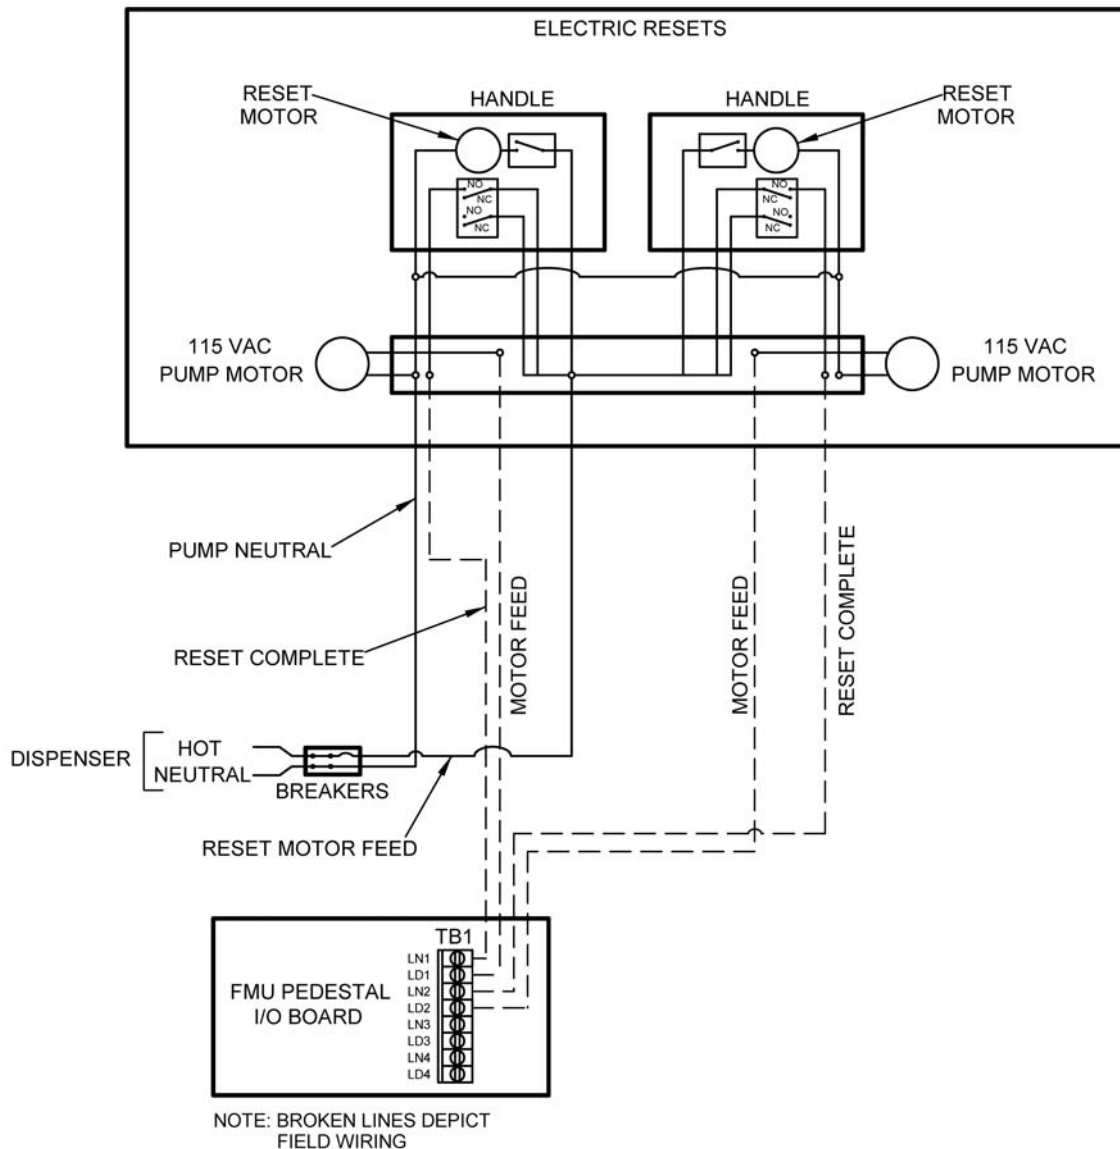 ELECTRIC RESETS
RESET
MOTOR
HANDLE
HANDLE
RESET
MOTOR
NO
NC
NO
NC
NO
NC
NO
NC
115 VAC
PUMP MOTOR
115 VAC
PUMP MOTOR
PUMP NEUTRAL
RESET COMPLETE
MOTOR FEED
MOTOR FEED
RESET COMPLETE
DISPENSER
HOT
NEUTRAL
BREAKERS
RESET MOTOR FEED
TB1
FMU PEDESTAL
I/O BOARD
LN1
LD1
LN2
LD2
LN3
LD3
LN4
LD4
NOTE: BROKEN LINES DEPICT
FIELD WIRING